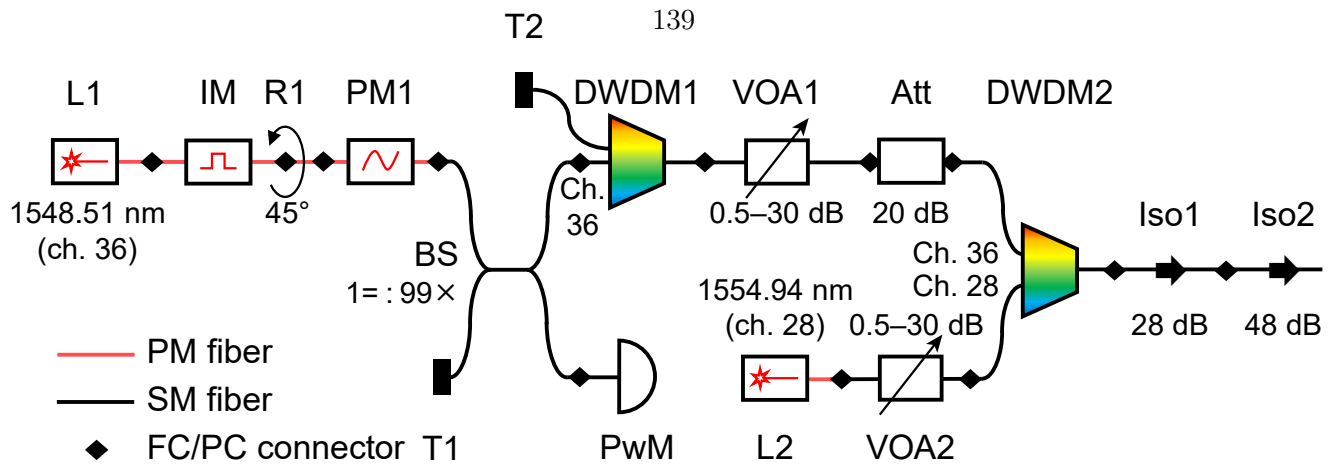 139
T2
L1 IM R1 PM1 DWDM1 VOA1 Att DWDM2
1548.51 nm
(ch. 36)
45°
Ch.
36
0.5–30 dB
20 dB
BS
1= : 99×
Ch. 36
Ch. 28
Iso1 Iso2
28 dB 48 dB
1554.94 nm
(ch. 28)
0.5–30 dB
PM fiber
SM fiber
FC/PC connector
T1 PwM L2 VOA2